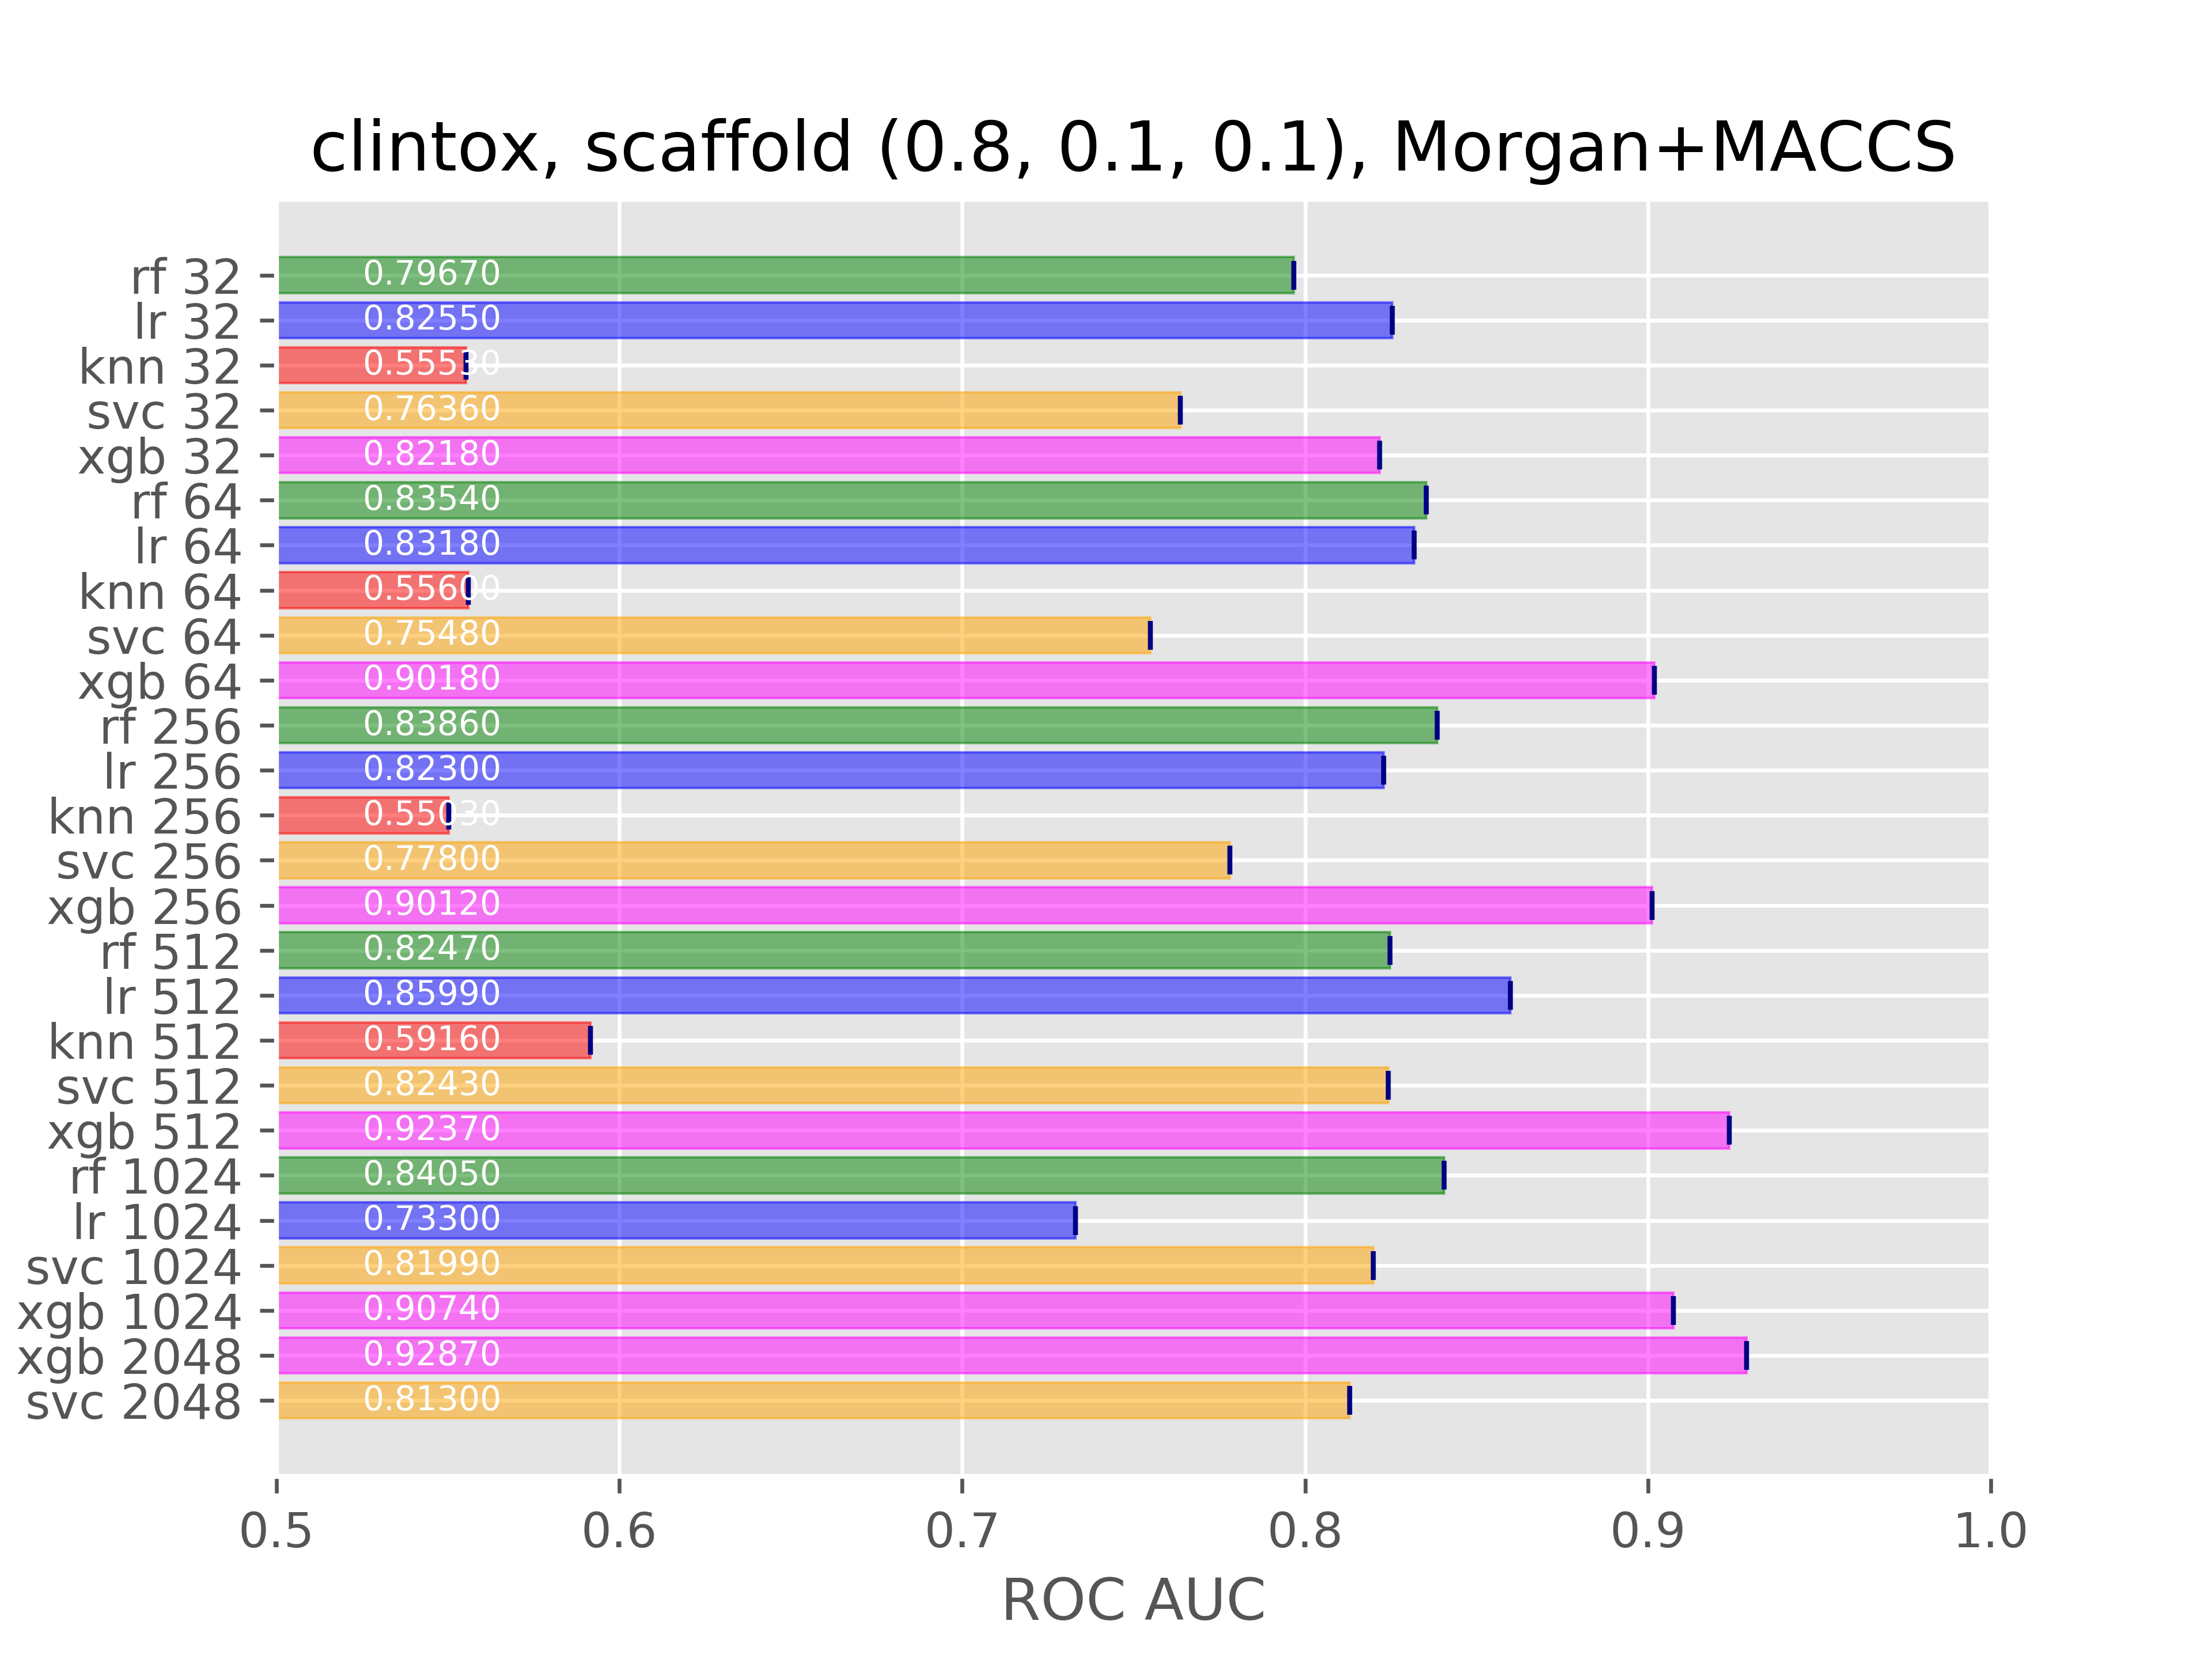 clintox, scaffold (0.8, 0.1, 0.1), Morgan+MACCS
rf 32 0.79670
lr 32 0.82550
knn 32 0.55530
svc 32 0.76360
xgb 32 0.82180
rf 64 0.83540
lr 64 0.83180
knn 64 0.55600
svc 64 0.75480
xgb 64 0.90180
rf 256 0.83860
lr 256 0.82300
knn 256 0.55030
svc 256 0.77800
xgb 256 0.90120
rf 512 0.82470
lr 512 0.85990
knn 512 0.59160
svc 512 0.82430
xgb 512 0.92370
rf 1024 0.84050
lr 1024 0.73300
svc 1024 0.81990
xgb 1024 0.90740
xgb 2048 0.92870
svc 2048 0.81300
0.5 0.6 0.7 0.8 0.9 1.0
ROC AUC